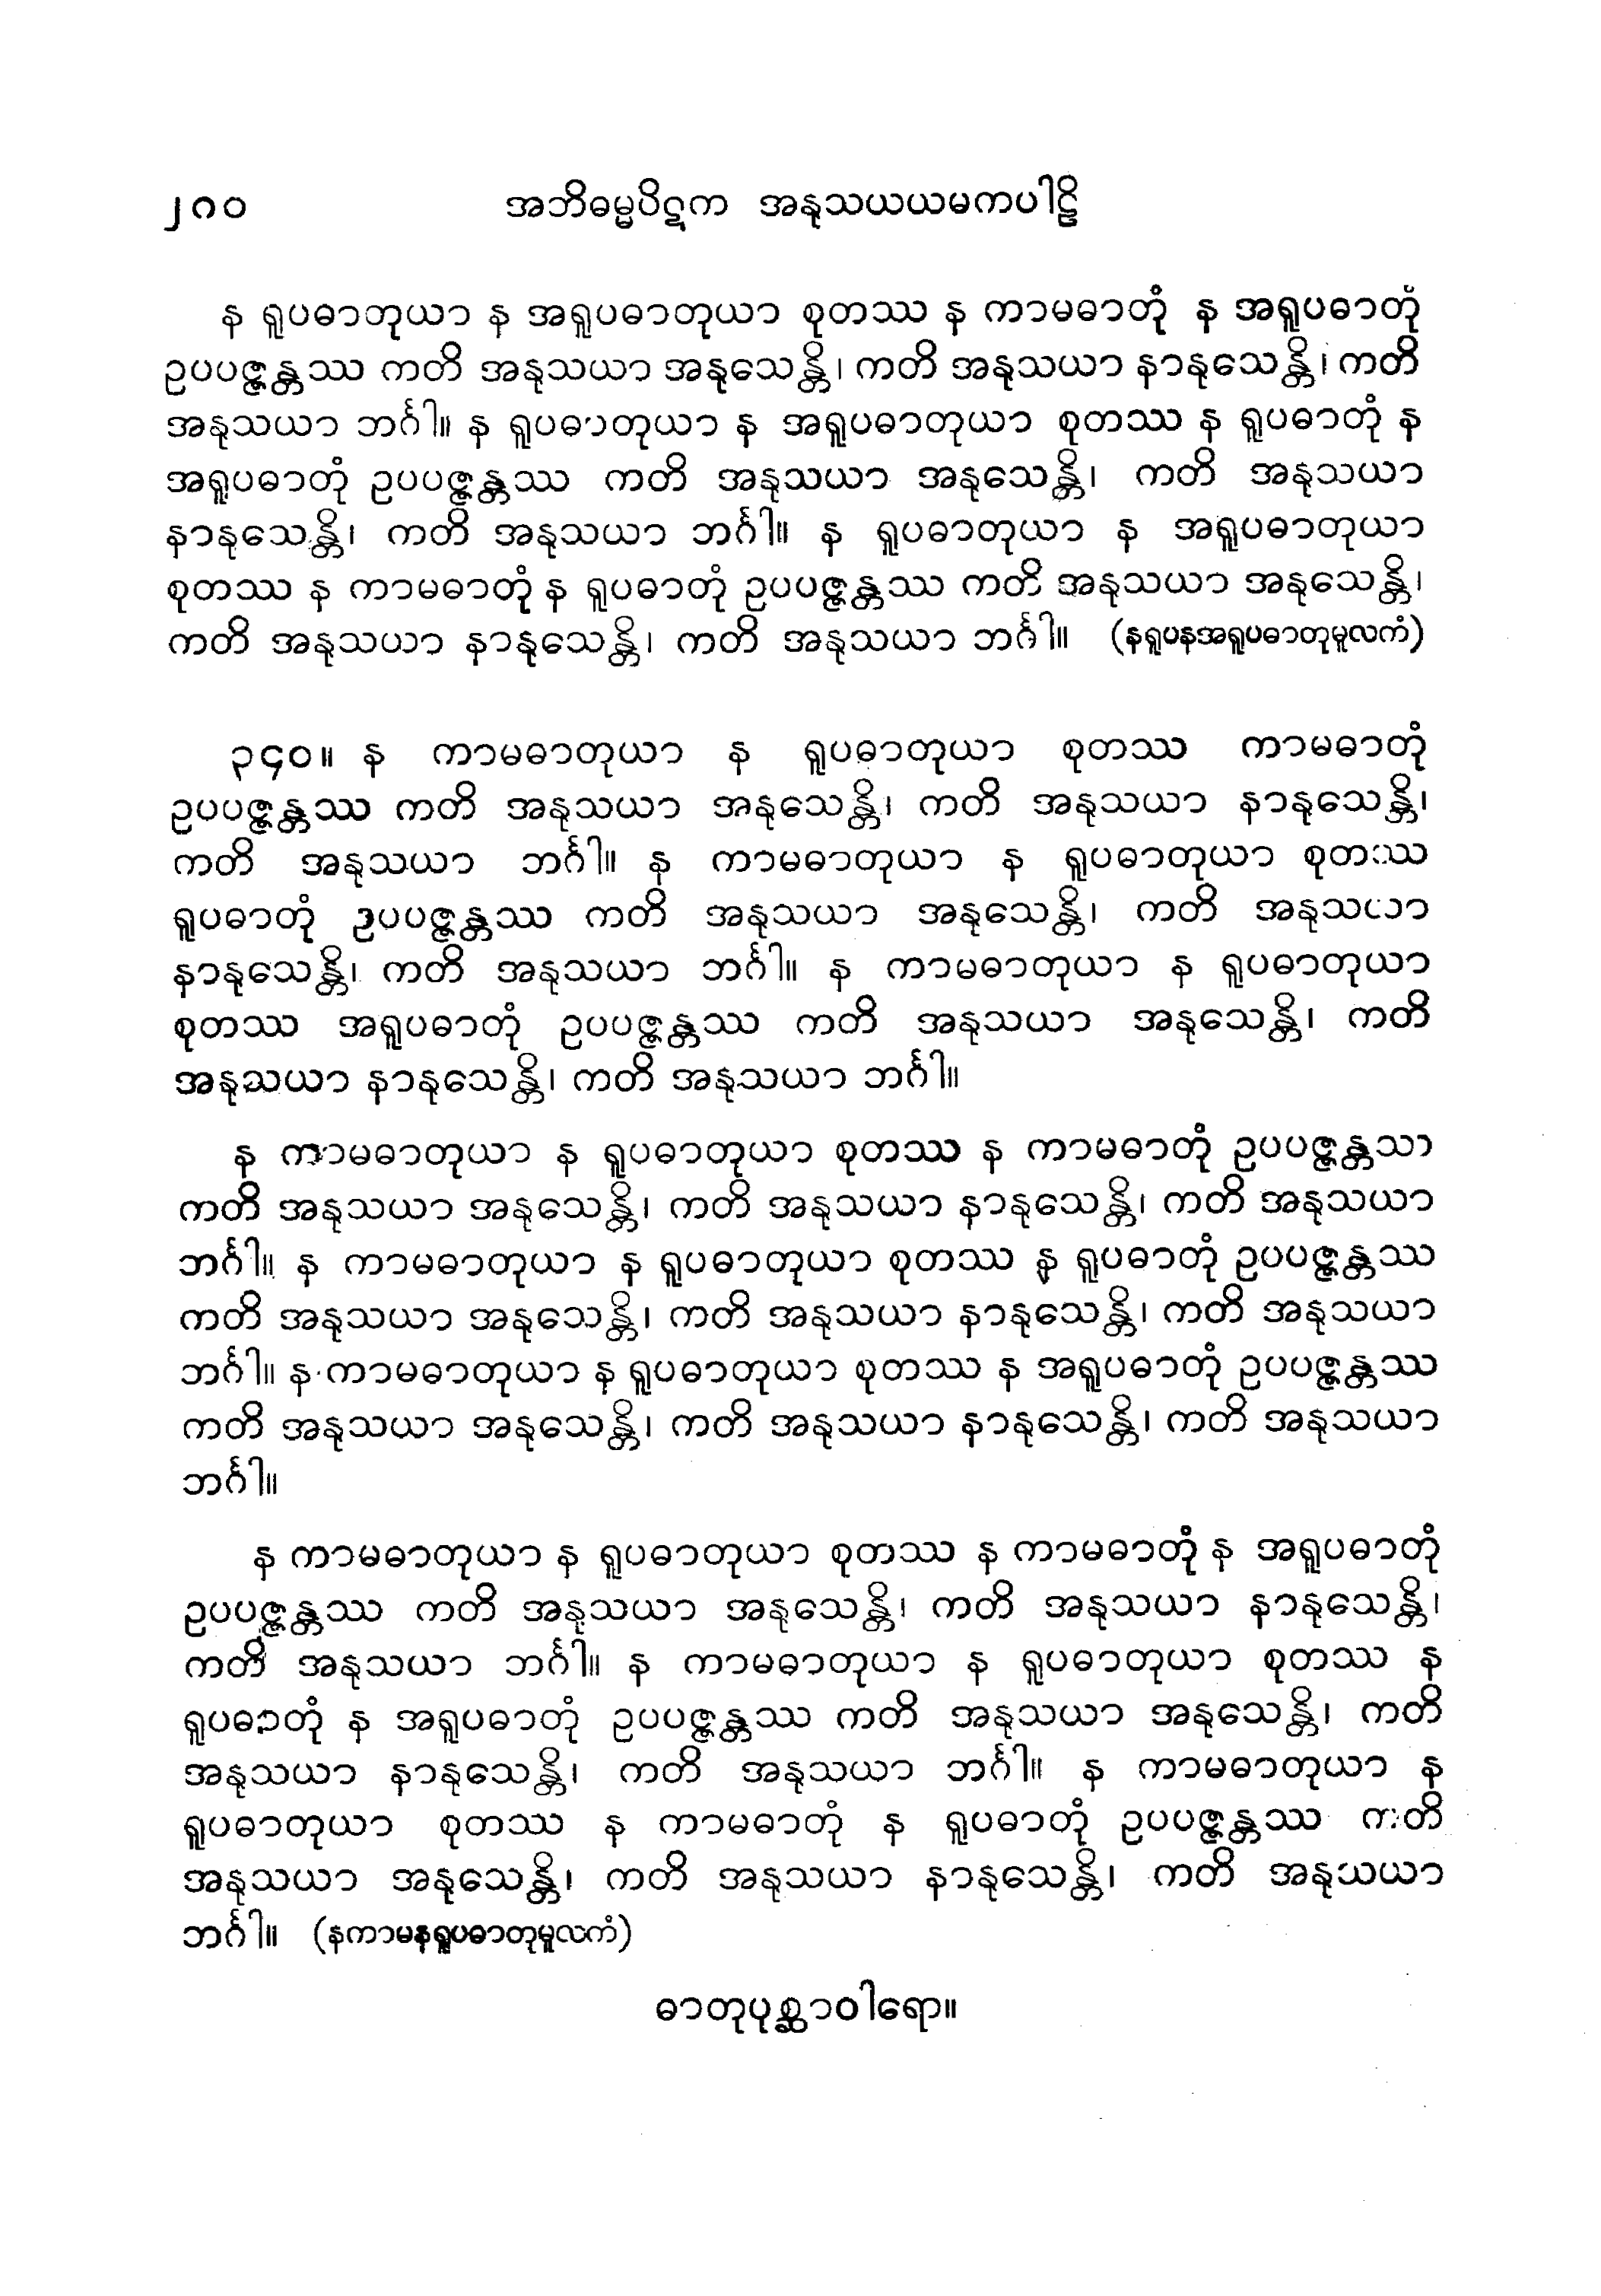 ၂၈၀ အဘိဓမ္မပိဋက အနုသယယမကပါဠိ
န ရူပဓာတုယာ န အရူပဓာတုယာ စုတဿ န ကာမဓာတုံ န အရူပဓာတုံ
ဥပပဇ္ဇန္တဿ ကတိ အနုသယာ အနုသေန္တိ၊ ကတိ အနုသယာ နာနုသေန္တိ၊ ကတိ
အနုသယာ ဘင်္ဂါ။ န ရူပဓာတုယာ န အရူပဓာတုယာ စုတဿ န ရူပဓာတုံ န
အရူပဓာတုံ ဥပပဇ္ဇန္တဿ ကတိ အနုသယာ အနုသေန္တိ၊ ကတိ အနုသယာ
နာနုသေန္တိ၊ ကတိ အနုသယာ ဘင်္ဂါ။ န ရူပဓာတုယာ န အရူပဓာတုယာ
စုတဿ န ကာမဓာတုံ န ရူပဓာတုံ ဥပပဇ္ဇန္တဿ ကတိ အနုသယာ အနုသေန္တိ၊
ကတိ အနုသယာ နာနုသေန္တိ၊ ကတိ အနုသယာ ဘင်္ဂါ။ (နရူပနအရူပဓာတုမူလကံ)
၃၄၀။ န ကာမဓာတုယာ န ရူပဓာတုယာ စုတဿ ကာမဓာတုံ
ဥပပဇ္ဇန္တဿ ကတိ အနုသယာ အနုသေန္တိ၊ ကတိ အနုသယာ နာနုသေန္တိ၊
ကတိ အနုသယာ ဘင်္ဂါ။ န ကာမဓာတုယာ န ရူပဓာတုယာ စုတဿ
ရူပဓာတုံ ဥပပဇ္ဇန္တဿ ကတိ အနုသယာ အနုသေန္တိ၊ ကတိ အနုသယာ
နာနုသေန္တိ၊ ကတိ အနုသယာ ဘင်္ဂါ။ န ကာမဓာတုယာ န ရူပဓာတုယာ
စုတဿ အရူပဓာတုံ ဥပပဇ္ဇန္တဿ ကတိ အနုသယာ အနုသေန္တိ၊ ကတိ
အနုသယာ နာနုသေန္တိ၊ ကတိ အနုသယာ ဘင်္ဂါ။
န ကာမဓာတုယာ န ရူပဓာတုယာ စုတဿ န ကာမဓာတုံ ဥပပဇ္ဇန္တဿ
ကတိ အနုသယာ အနုသေန္တိ၊ ကတိ အနုသယာ နာနုသေန္တိ၊ ကတိ အနုသယာ
ဘင်္ဂါ။ န ကာမဓာတုယာ န ရူပဓာတုယာ စုတဿ န ရူပဓာတုံ ဥပပဇ္ဇန္တဿ
ကတိ အနုသယာ အနုသေန္တိ၊ ကတိ အနုသယာ နာနုသေန္တိ၊ ကတိ အနုသယာ
ဘင်္ဂါ။ န ကာမဓာတုယာ န ရူပဓာတုယာ စုတဿ န အရူပဓာတုံ ဥပပဇ္ဇန္တဿ
ကတိ အနုသယာ အနုသေန္တိ၊ ကတိ အနုသယာ နာနုသေန္တိ၊ ကတိ အနုသယာ
ဘင်္ဂါ။
န ကာမဓာတုယာ န ရူပဓာတုယာ စုတဿ န ကာမဓာတုံ န အရူပဓာတုံ
ဥပပဇ္ဇန္တဿ ကတိ အနုသယာ အနုသေန္တိ၊ ကတိ အနုသယာ နာနုသေန္တိ၊
ကတိ အနုသယာ ဘင်္ဂါ။ န ကာမဓာတုယာ န ရူပဓာတုယာ စုတဿ န
ရူပဓာတုံ န အရူပဓာတုံ ဥပပဇ္ဇန္တဿ ကတိ အနုသယာ အနုသေန္တိ၊ ကတိ
အနုသယာ နာနုသေန္တိ၊ ကတိ အနုသယာ ဘင်္ဂါ။ န ကာမဓာတုယာ န
ရူပဓာတုယာ စုတဿ န ကာမဓာတုံ န ရူပဓာတုံ ဥပပဇ္ဇန္တဿ ကတိ
အနုသယာ အနုသေန္တိ၊ ကတိ အနုသယာ နာနုသေန္တိ၊ ကတိ အနုသယာ
ဘင်္ဂါ။ (နကာမနရူပဓာတုမူလကံ)
ဓာတုပုစ္ဆာဝါရော။